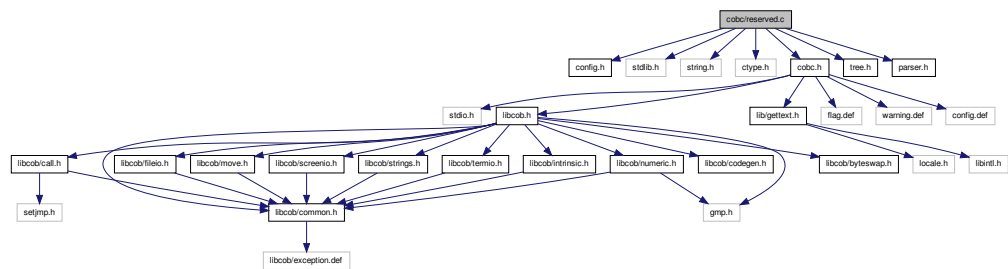 cobc/reserved.c
config.h
stdlib.h
string.h
ctype.h
cobc.h
tree.h
parser.h
stdio.h
libcob.h
lib/gettext.h
flag.def
warning.def
config.def
libcob/call.h
libcob/fileio.h
libcob/move.h
libcob/screenio.h
libcob/strings.h
libcob/termio.h
libcob/intrinsic.h
libcob/numeric.h
libcob/codegen.h
libcob/byteswap.h
locale.h
libintl.h
setjmp.h
libcob/common.h
gmp.h
libcob/exception.def